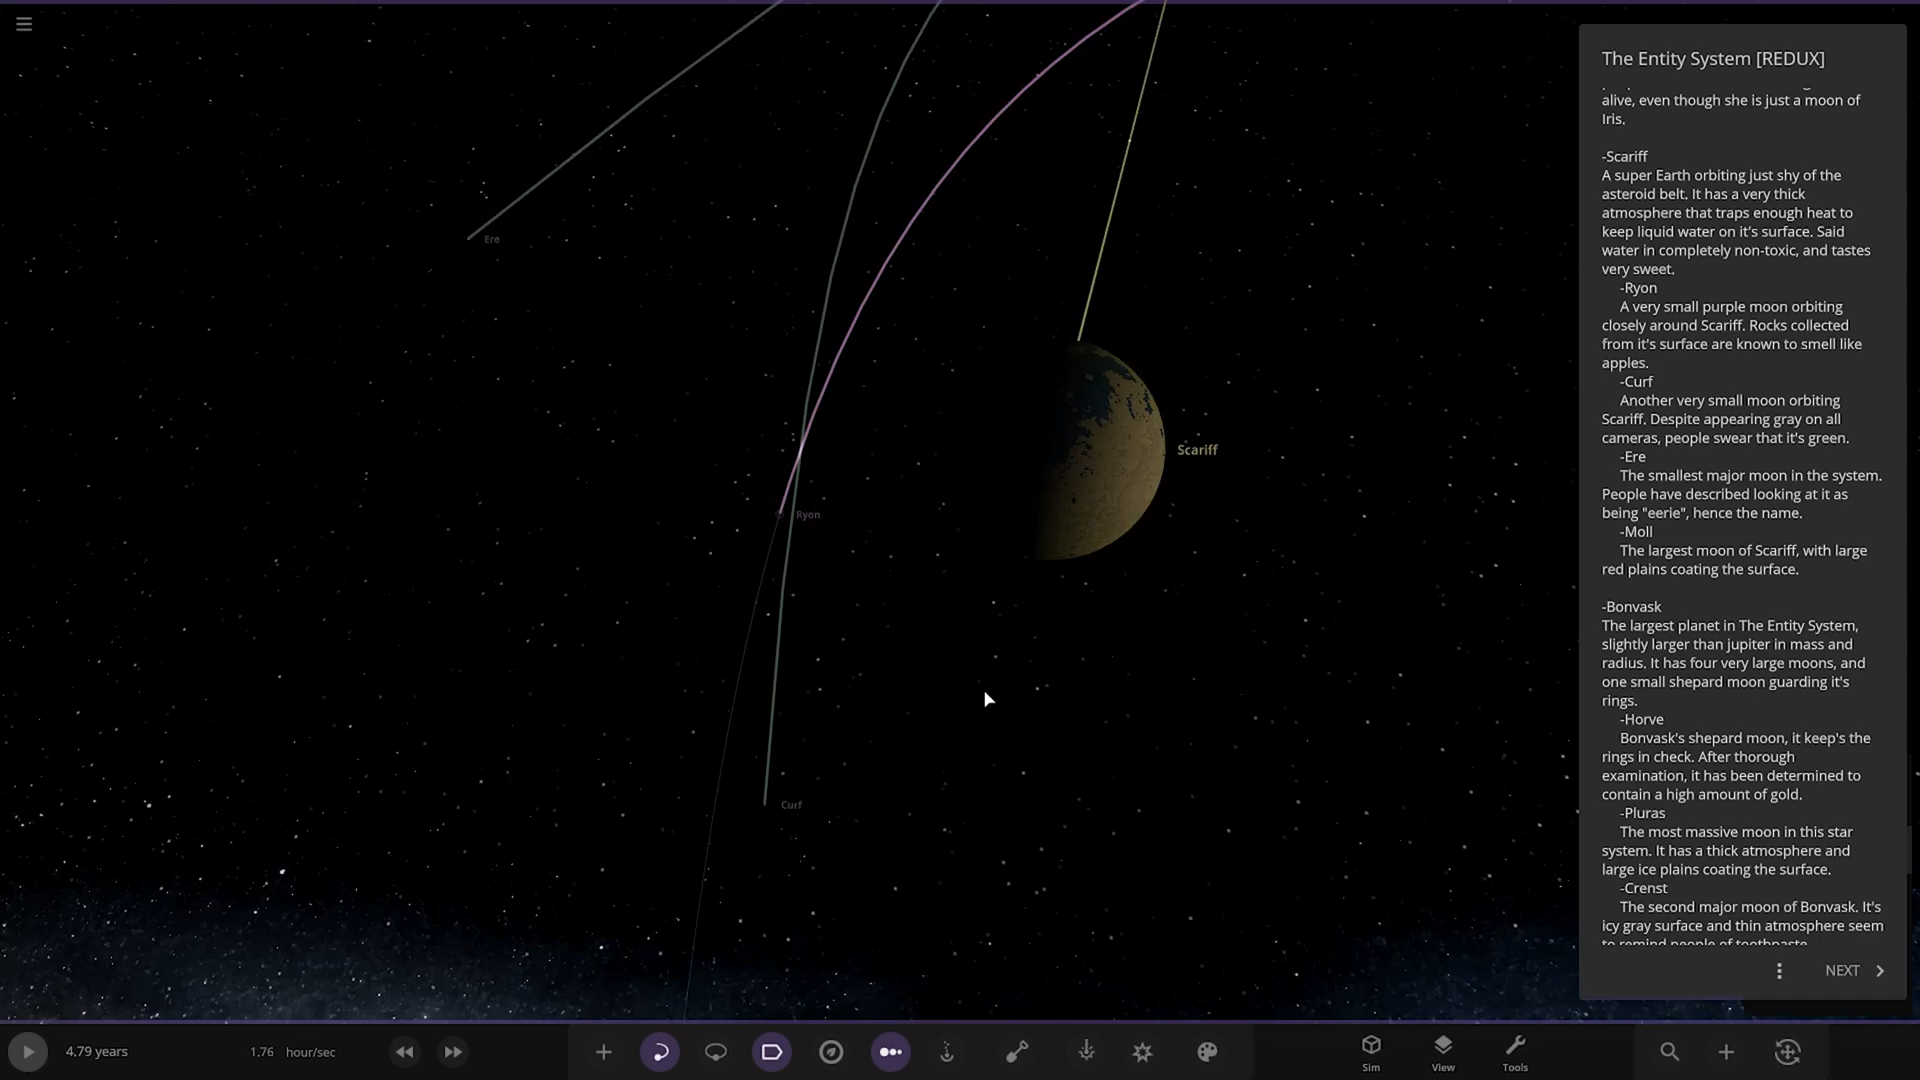 The Entity System [REDUX]
alive, even though she is just a moon of
Iris.
-Scariff
A super Earth orbiting just shy of the
asteroid belt. It has a very thick
atmosphere that traps enough heat to
keep liquid water on it's surface. Said
water in completely non-toxic, and tastes
very sweet.
-Ryon
A very small purple moon orbiting
closely around Scariff. Rocks collected
from it's surface are known to smell like
apples.
-Curf
Another very small moon orbiting
Scariff. Despite appearing gray on all
cameras, people swear that it's green.
-Ere
The smallest major moon in the system.
People have described looking at it as
being "eerie", hence the name.
-Moll
The largest moon of Scariff, with large
red plains coating the surface.
-Bonvask
The largest planet in The Entity System,
slightly larger than jupiter in mass and
radius. It has four very large moons, and
one small shepard moon guarding it's
rings.
-Horve
Bonvask's shepard moon, it keep's the
rings in check. After thorough
examination, it has been determined to
contain a high amount of gold.
-Pluras
The most massive moon in this star
system. It has a thick atmosphere and
large ice plains coating the surface.
-Crenst
The second major moon of Bonvask. It's
icy gray surface and thin atmosphere seem
to remind people of toothpaste.
NEXT
Ere
Scariff
Ryon
Curf
4.79 years
1.76 hour/sec
Sim
View
Tools